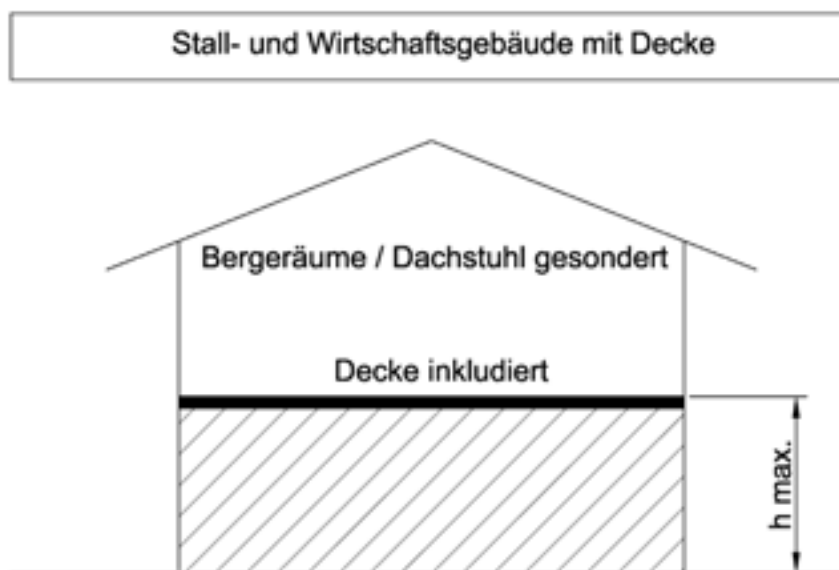 Stall- und Wirtschaftsgebäude mit Decke
Bergeräume / Dachstuhl gesondert
Decke inkludiert
h max.